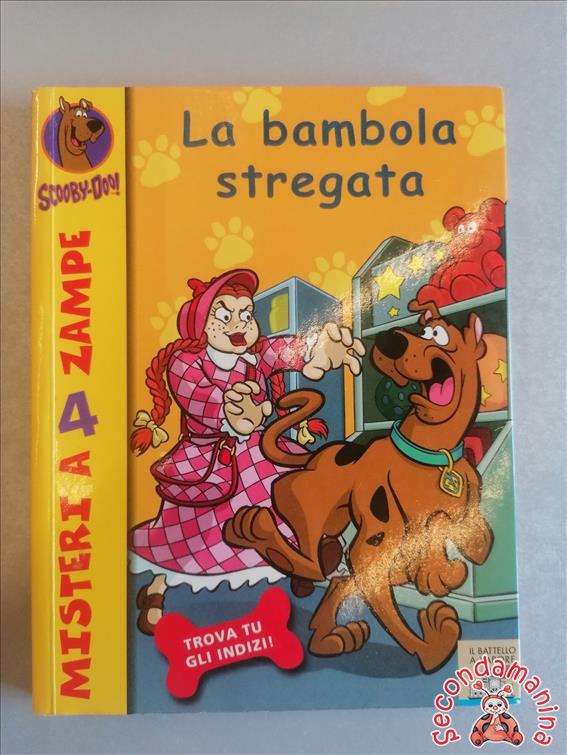 La bambola
stregata
SCOOBY-DOO!
MISTERI A 4 ZAMPE
TROVA TU
GLI INDIZI!
IL BATTELLO
A VAPORE
Secondamanina